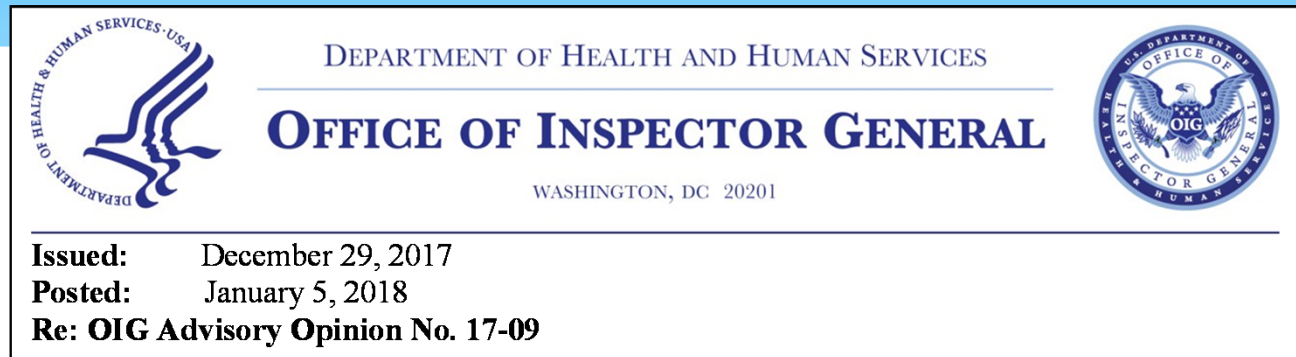 DEPARTMENT OF HEALTH & HUMAN SERVICES · USA
DEPARTMENT OF HEALTH AND HUMAN SERVICES
OFFICE OF INSPECTOR GENERAL
WASHINGTON, DC 20201
U.S. DEPARTMENT OF HEALTH & HUMAN SERVICES
OFFICE OF INSPECTOR GENERAL
OIG
Issued: December 29, 2017
Posted: January 5, 2018
Re: OIG Advisory Opinion No. 17-09